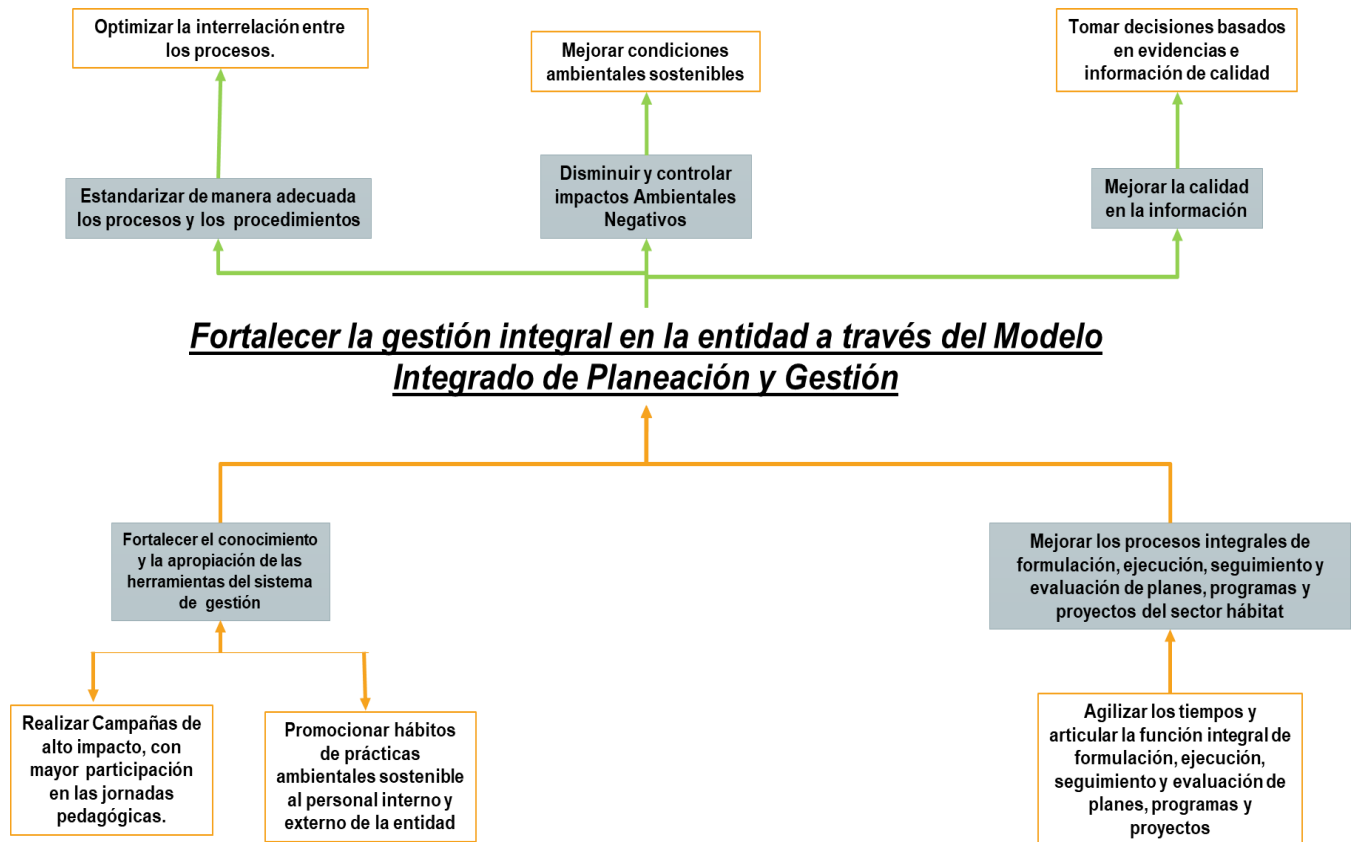 Optimizar la interrelación entre
los procesos.
Mejorar condiciones
ambientales sostenibles
Tomar decisiones basados
en evidencias e
información de calidad
Estandarizar de manera adecuada
los procesos y los procedimientos
Disminuir y controlar
impactos Ambientales
Negativos
Mejorar la calidad
en la información
Fortalecer la gestión integral en la entidad a través del Modelo
Integrado de Planeación y Gestión
Fortalecer el conocimiento
y la apropiación de las
herramientas del sistema
de gestión
Mejorar los procesos integrales de
formulación, ejecución, seguimiento y
evaluación de planes, programas y
proyectos del sector hábitat
Realizar Campañas de
alto impacto, con
mayor participación
en las jornadas
pedagógicas.
Promocionar hábitos
de prácticas
ambientales sostenible
al personal interno y
externo de la entidad
Agilizar los tiempos y
articular la función integral de
formulación, ejecución,
seguimiento y evaluación de
planes, programas y
proyectos